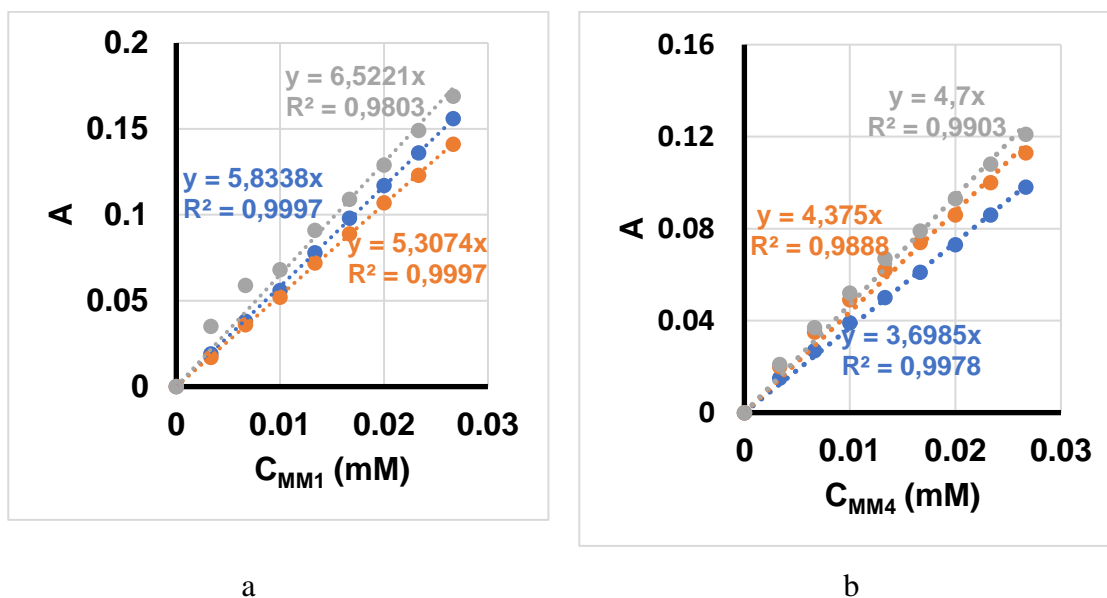 0.2
0.15
0.1
0.05
0
A
y = 6,5221x
R² = 0,9803
y = 5,8338x
R² = 0,9997
y = 5,3074x
R² = 0,9997
0 0.01 0.02 0.03
CMM1 (mM)
a
0.16
0.12
0.08
0.04
0
A
y = 4,7x
R² = 0,9903
y = 4,375x
R² = 0,9888
y = 3,6985x
R² = 0,9978
0 0.01 0.02 0.03
CMM4 (mM)
b